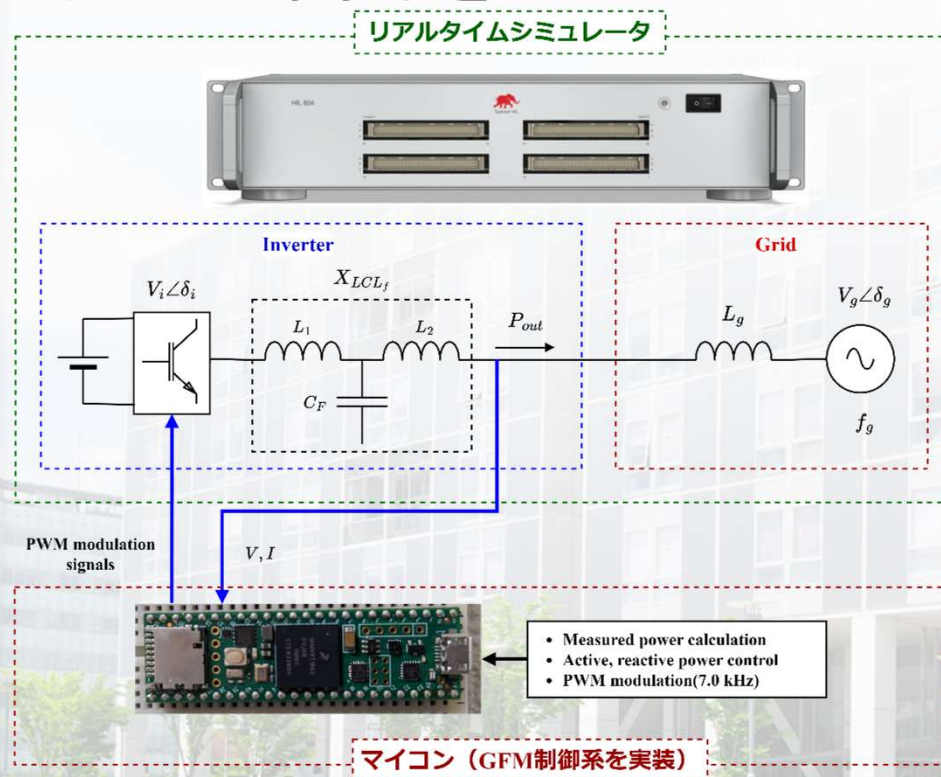 リアルタイムシミュレータ
HIL 604
Inverter
Grid
X_{LCL_f}
V_i∠δ_i
L_1
L_2
P_{out}
L_g
V_g∠δ_g
C_F
f_g
PWM modulation
signals
V, I
• Measured power calculation
• Active, reactive power control
• PWM modulation(7.0 kHz)
マイコン（GFM制御系を実装）